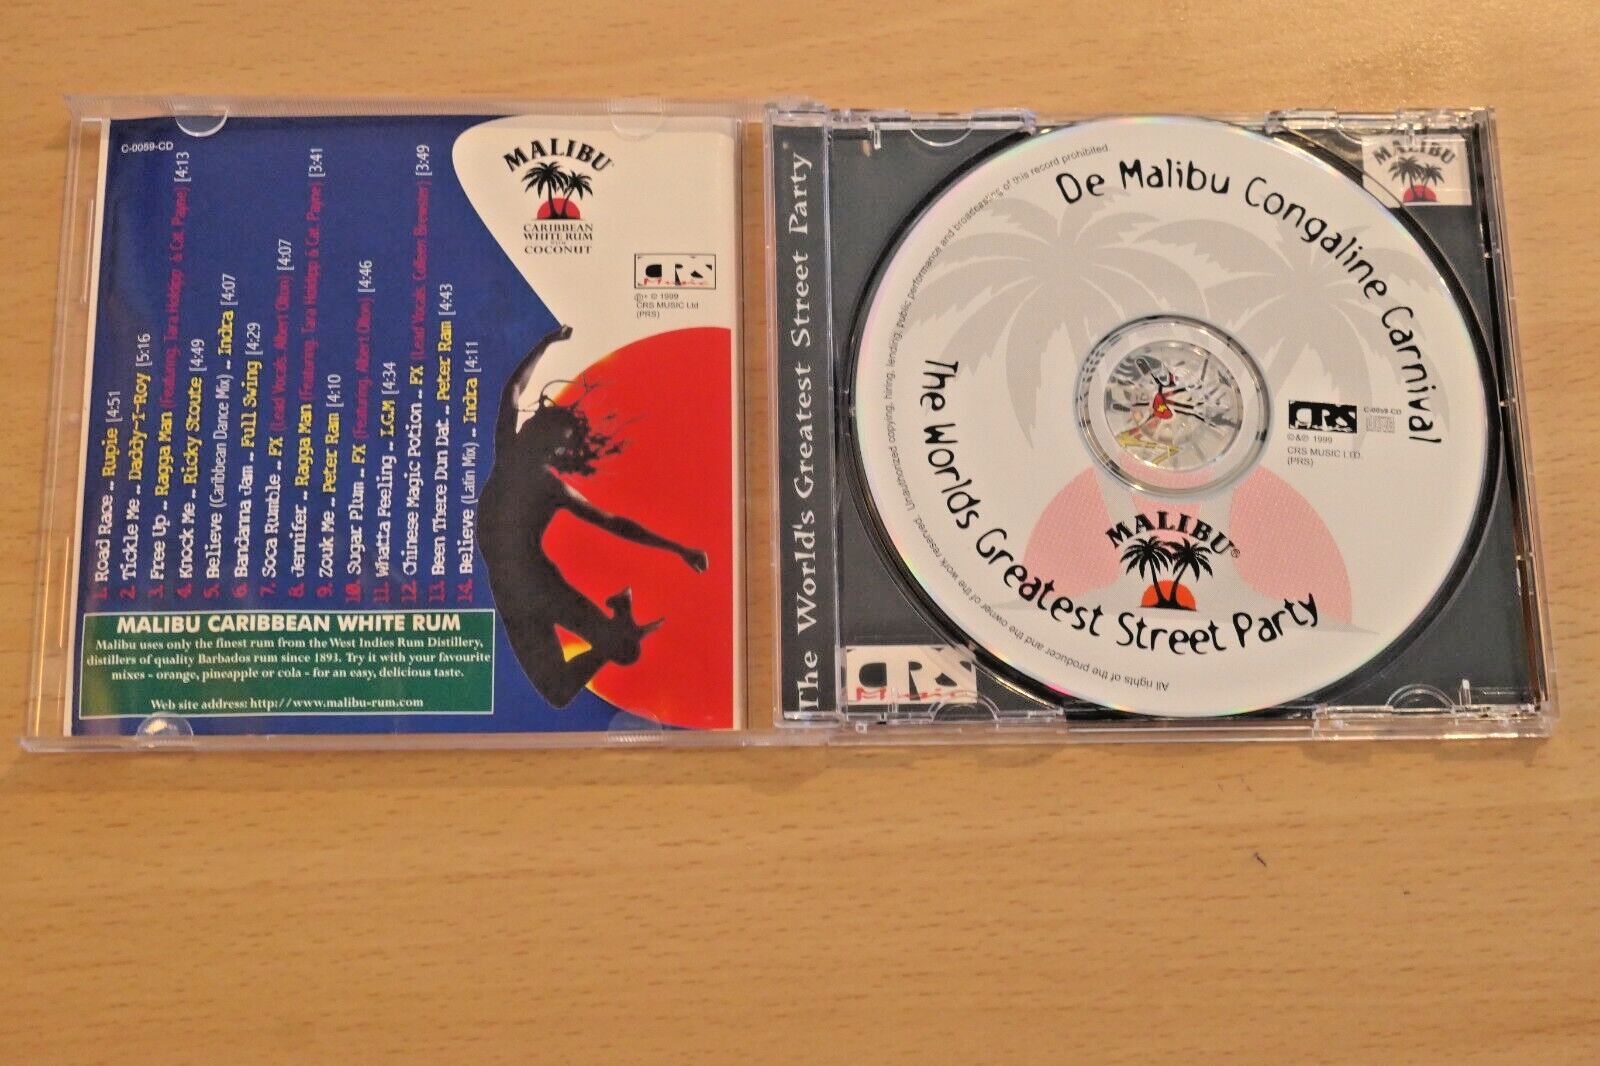 C-0059-CD
1. Road Race .. Rupie [4:51
2. Tickle Me .. Daddy-T-Roy [5:16
3. Free Up .. Ragga Man (Featuring, Tara Holdipp & Cat. Payne) [4:13
4. Knock Me .. Ricky Stoute [4:49
5. Believe (Caribbean Dance Mix) .. Indra [4:07
6. Bandanna Jam .. Pull Swing [4:29
7. Soca Rumble .. FX (Lead Vocals, Albert Olton) [4:07
8. Jennifer .. Ragga Man (Featuring, Tara Holdipp & Cat. Payne) [3:41
9. Zouk Me .. Peter Ram [4:10
10. Sugar Plum .. FX (Featuring, Albert Olton) [4:46
11. Whatta Feeling .. I.G.M [4:34
12. Chinese Magic Potion .. FX (Lead Vocals, Colleen Brewster) [3:49
13. Been There Dun Dat .. Peter Ram [4:43
14. Believe (Latin Mix) .. Indra [4:11
MALIBU
CARIBBEAN
WHITE RUM
WITH
COCONUT
CRS
Music
℗ + © 1999
CRS MUSIC Ltd
(PRS)
MALIBU CARIBBEAN WHITE RUM
Malibu uses only the finest rum from the West Indies Rum Distillery,
distillers of quality Barbados rum since 1893. Try it with your favourite
mixes - orange, pineapple or cola - for an easy, delicious taste.
Web site address: http://www.malibu-rum.com
The World's Greatest Street Party
MALIBU
CRS
Music
De Malibu Congaline Carnival
The Worlds Greatest Street Party
MALIBU®
CRS
Music
C-0059-CD
©&℗ 1999
CRS MUSIC LTD.
(PRS)
All rights of the producer and the owner of the work reserved. Unauthorized copying, hiring, lending, public performance and broadcasting of this record prohibited.